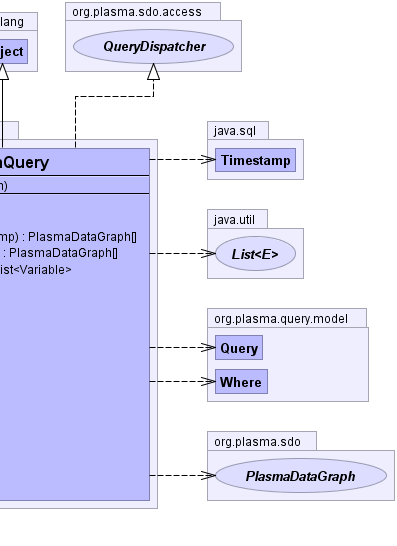 lang
ject
org.plasma.sdo.access
QueryDispatcher
java.sql
Timestamp
Query
mp) : PlasmaDataGraph[]
) : PlasmaDataGraph[]
ist<Variable>
java.util
List<E>
org.plasma.query.model
Query
Where
org.plasma.sdo
PlasmaDataGraph